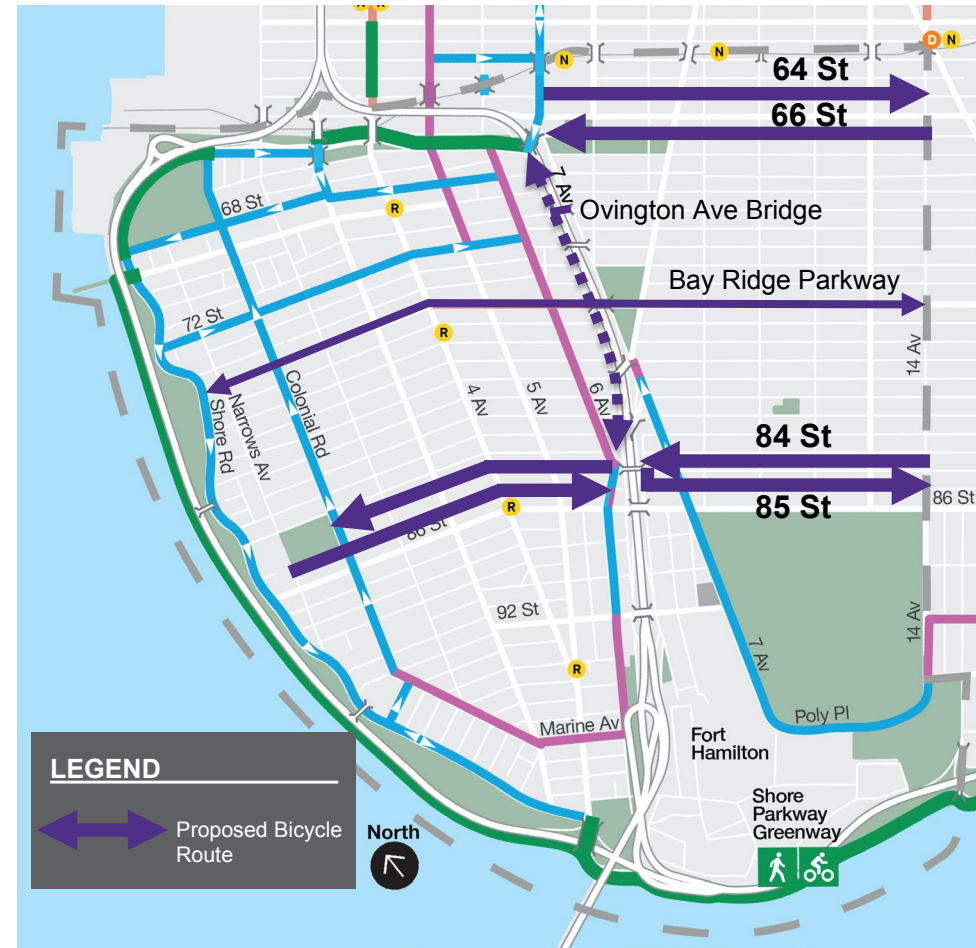 N
N
D
N
N
N
64 St
66 St
7 Av
Ovington Ave Bridge
68 St
R
Bay Ridge Parkway
72 St
R
14 Av
4 Av
5 Av
6 Av
Colonial Rd
Narrows Av
Shore Rd
84 St
85 St
86 St
R
86 St
92 St
R
7 Av
14 Av
Marine Av
Poly Pl
Fort
Hamilton
Shore
Parkway
Greenway
LEGEND
Proposed Bicycle
Route
North